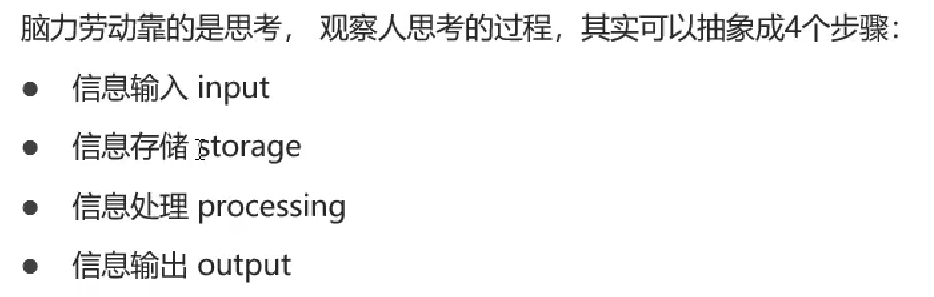 脑力劳动靠的是思考， 观察人思考的过程，其实可以抽象成4个步骤：
● 信息输入 input
● 信息存储 storage
● 信息处理 processing
● 信息输出 output